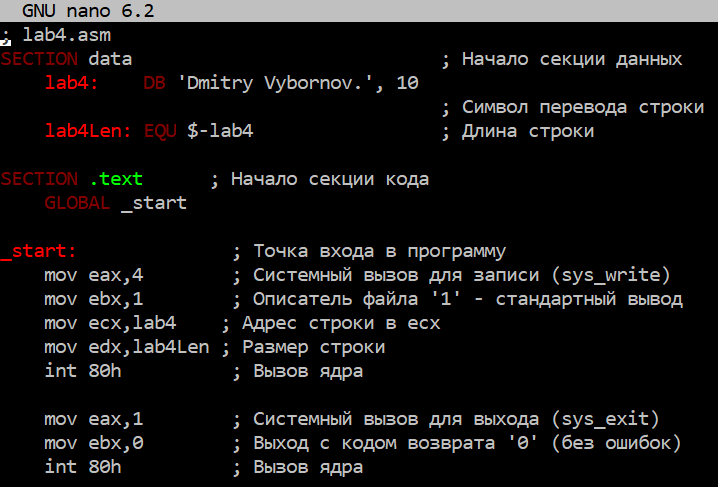 GNU nano 6.2
; lab4.asm
SECTION data ; Начало секции данных
lab4: DB 'Dmitry Vybornov.', 10
; Символ перевода строки
lab4Len: EQU $-lab4 ; Длина строки
SECTION .text ; Начало секции кода
GLOBAL _start
_start: ; Точка входа в программу
mov eax,4 ; Системный вызов для записи (sys_write)
mov ebx,1 ; Описатель файла '1' - стандартный вывод
mov ecx,lab4 ; Адрес строки в ecx
mov edx,lab4Len ; Размер строки
int 80h ; Вызов ядра
mov eax,1 ; Системный вызов для выхода (sys_exit)
mov ebx,0 ; Выход с кодом возврата '0' (без ошибок)
int 80h ; Вызов ядра